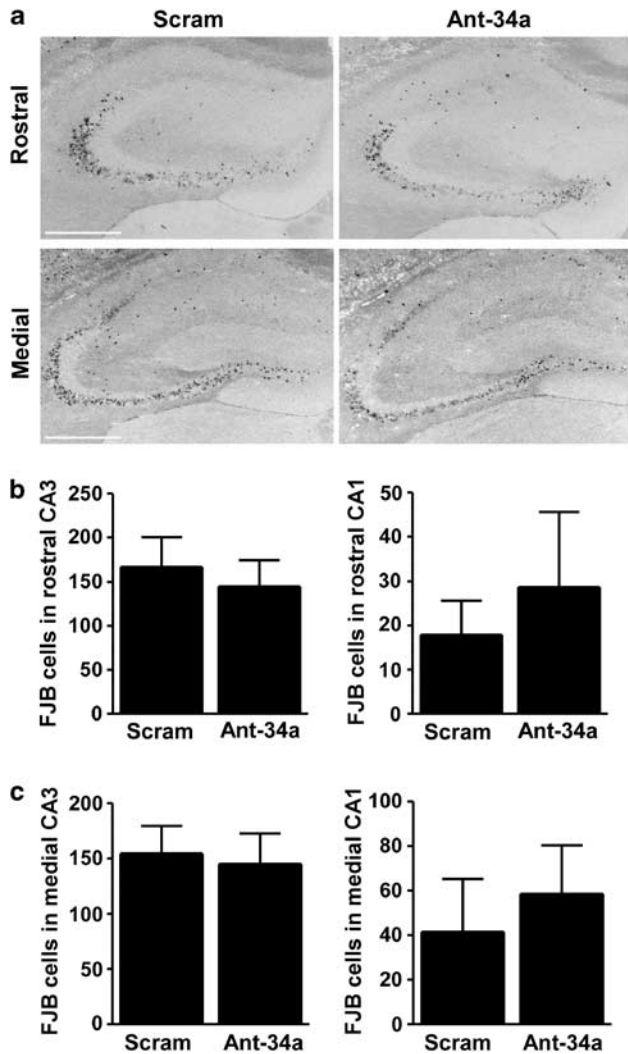 a
Scram
Ant-34a
Rostral
Medial
b
FJB cells in rostral CA3
250
200
150
100
50
0
Scram
Ant-34a
FJB cells in rostral CA1
50
40
30
20
10
0
Scram
Ant-34a
c
FJB cells in medial CA3
200
150
100
50
0
Scram
Ant-34a
FJB cells in medial CA1
100
80
60
40
20
0
Scram
Ant-34a